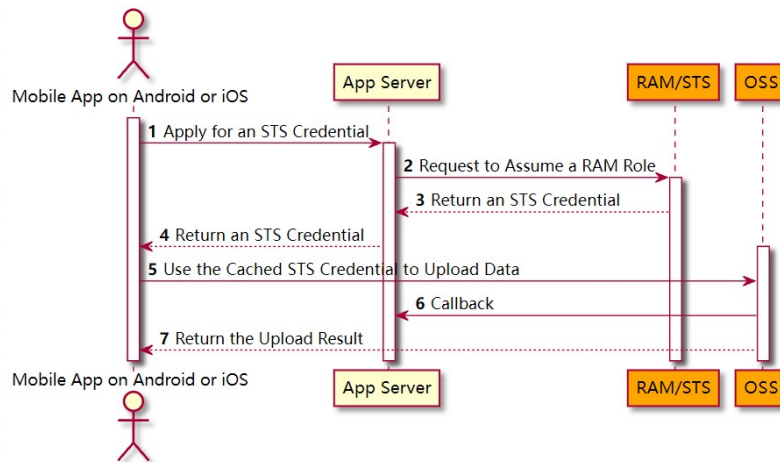 Mobile App on Android or iOS
App Server
RAM/STS
OSS
1 Apply for an STS Credential
2 Request to Assume a RAM Role
3 Return an STS Credential
4 Return an STS Credential
5 Use the Cached STS Credential to Upload Data
6 Callback
7 Return the Upload Result
Mobile App on Android or iOS
App Server
RAM/STS
OSS